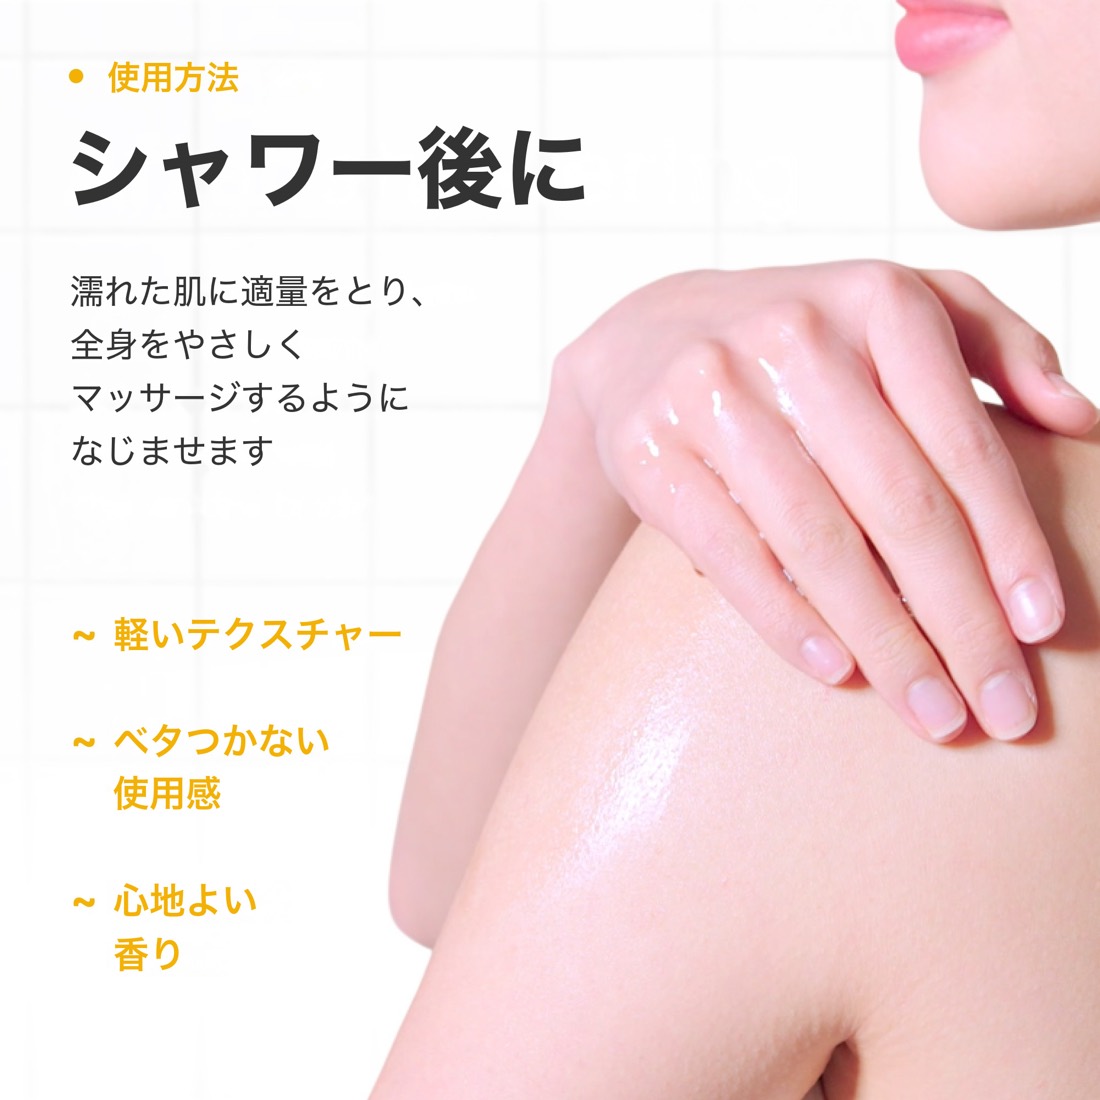 • 使用方法
シャワー後に
濡れた肌に適量をとり、
全身をやさしく
マッサージするように
なじませます
~ 軽いテクスチャー
~ ベタつかない
使用感
~ 心地よい
香り